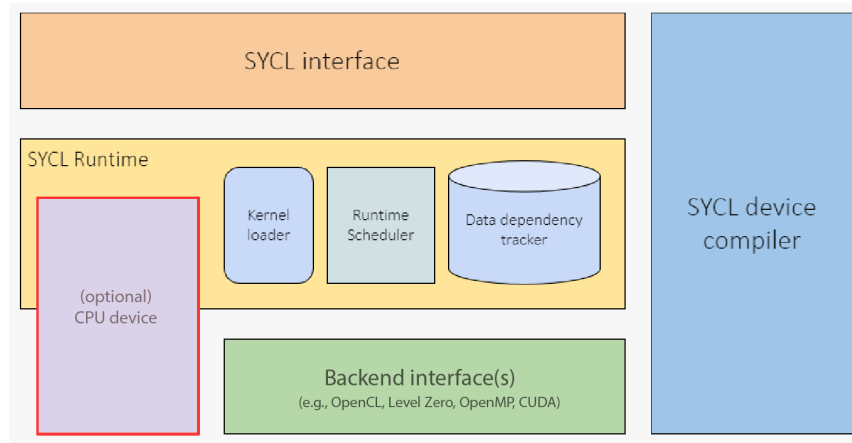 SYCL interface
SYCL Runtime
Kernel
loader
Runtime
Scheduler
Data dependency
tracker
(optional)
CPU device
Backend interface(s)
(e.g., OpenCL, Level Zero, OpenMP, CUDA)
SYCL device
compiler